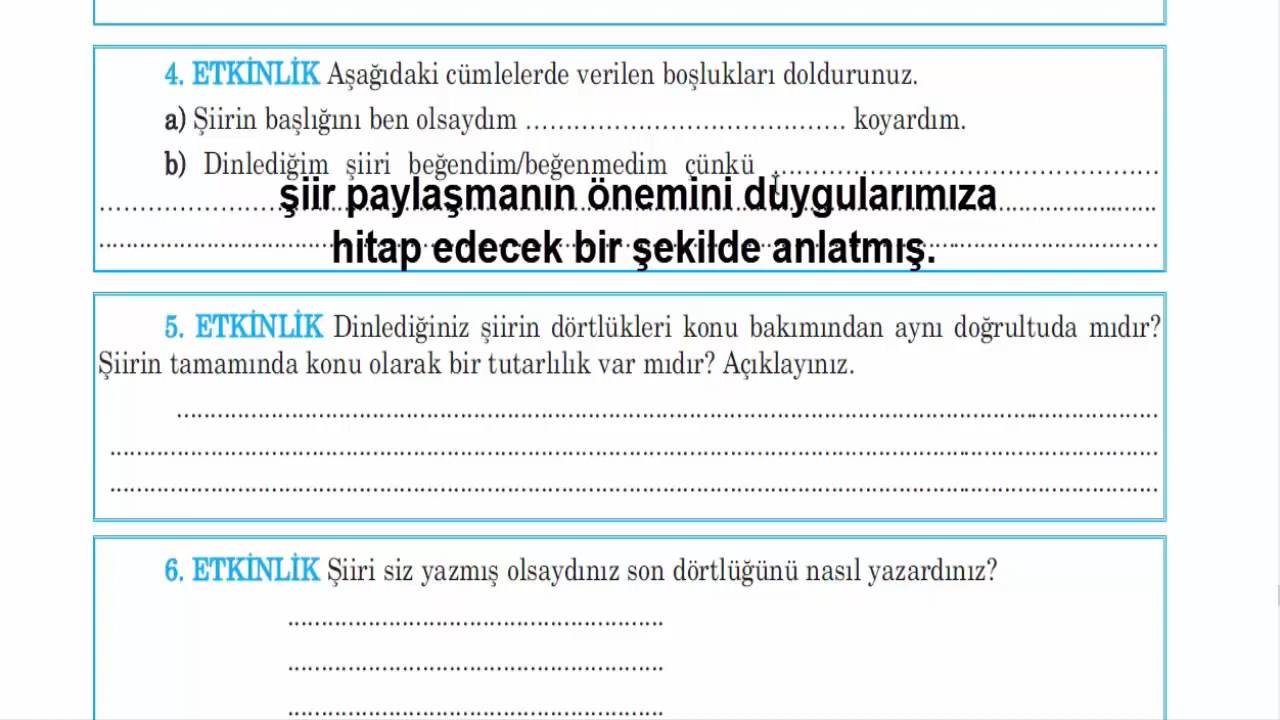 4. ETKİNLİK Aşağıdaki cümlelerde verilen boşlukları doldurunuz.
a) Şiirin başlığını ben olsaydım ………………………………… koyardım.
b) Dinlediğim şiiri beğendim/beğenmedim çünkü ………………………………………
şiir paylaşmanın önemini duygularımıza
hitap edecek bir şekilde anlatmış.
5. ETKİNLİK Dinlediğiniz şiirin dörtlükleri konu bakımından aynı doğrultuda mıdır?
Şiirin tamamında konu olarak bir tutarlılık var mıdır? Açıklayınız.
6. ETKİNLİK Şiiri siz yazmış olsaydınız son dörtlüğünü nasıl yazardınız?